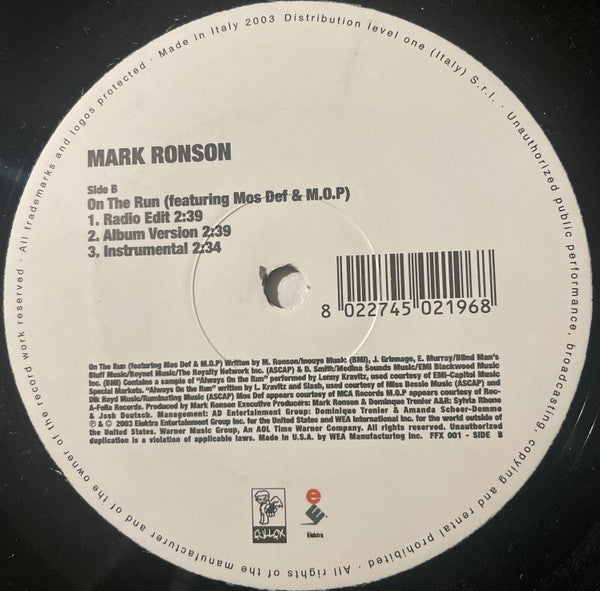 Made in Italy 2003 Distribution level one (Italy) S.r.l. · Unauthorized public performance, broadcasting, copying and rental prohibited. · All rights of the manufacturer and of the owner of the record work reserved · All trademarks and logos protected ·
MARK RONSON
Side B
On The Run (featuring Mos Def & M.O.P)
1. Radio Edit 2:39
2. Album Version 2:39
3. Instrumental 2:34
8 022745 021968
On The Run (featuring Mos Def & M.O.P) Written by M. Ronson/Inouye Music (BMI), J. Grinnage, E. Murray/Blind Man's
Bluff Music/Roynet Music/The Royalty Network Inc. (ASCAP) & D. Smith/Medina Sounds Music/EMI Blackwood Music
Inc. (BMI) Contains a sample of "Always On the Run" performed by Lenny Kravitz, used courtesy of EMI-Capitol Music
Special Markets. "Always On the Run" written by L. Kravitz and Slash, used courtesy of Miss Bessie Music (ASCAP) and
Dik Hayd Music/Ruminating Music (ASCAP) Mos Def appears courtesy of MCA Records M.O.P appears courtesy of Roc-
A-Fella Records. Produced by Mark Ronson Executive Producers: Mark Ronson & Dominique Trenier A&R: Sylvia Rhone
& Josh Deutsch. Management: AD Entertainment Group: Dominique Trenier & Amanda Scheer-Demme
℗ & © 2003 Elektra Entertainment Group Inc. for the United States and WEA International Inc. for the world outside of
the United States. Warner Music Group, An AOL Time Warner Company. All rights reserved. Unauthorized
duplication is a violation of applicable laws. Made in U.S.A. by WEA Manufacturing Inc. FFX 001 - SIDE B
e
Elektra